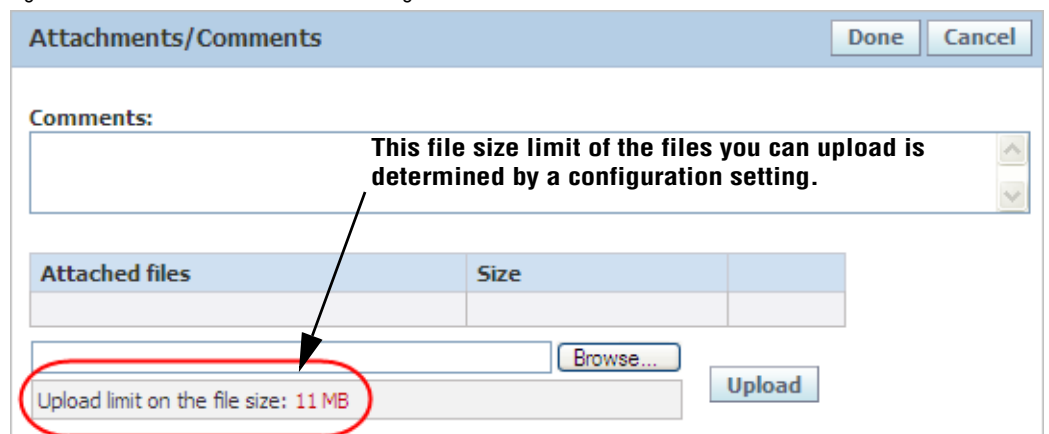 Attachments/Comments
Done
Cancel
Comments:
This file size limit of the files you can upload is
determined by a configuration setting.
Attached files
Size
Browse...
Upload limit on the file size: 11 MB
Upload